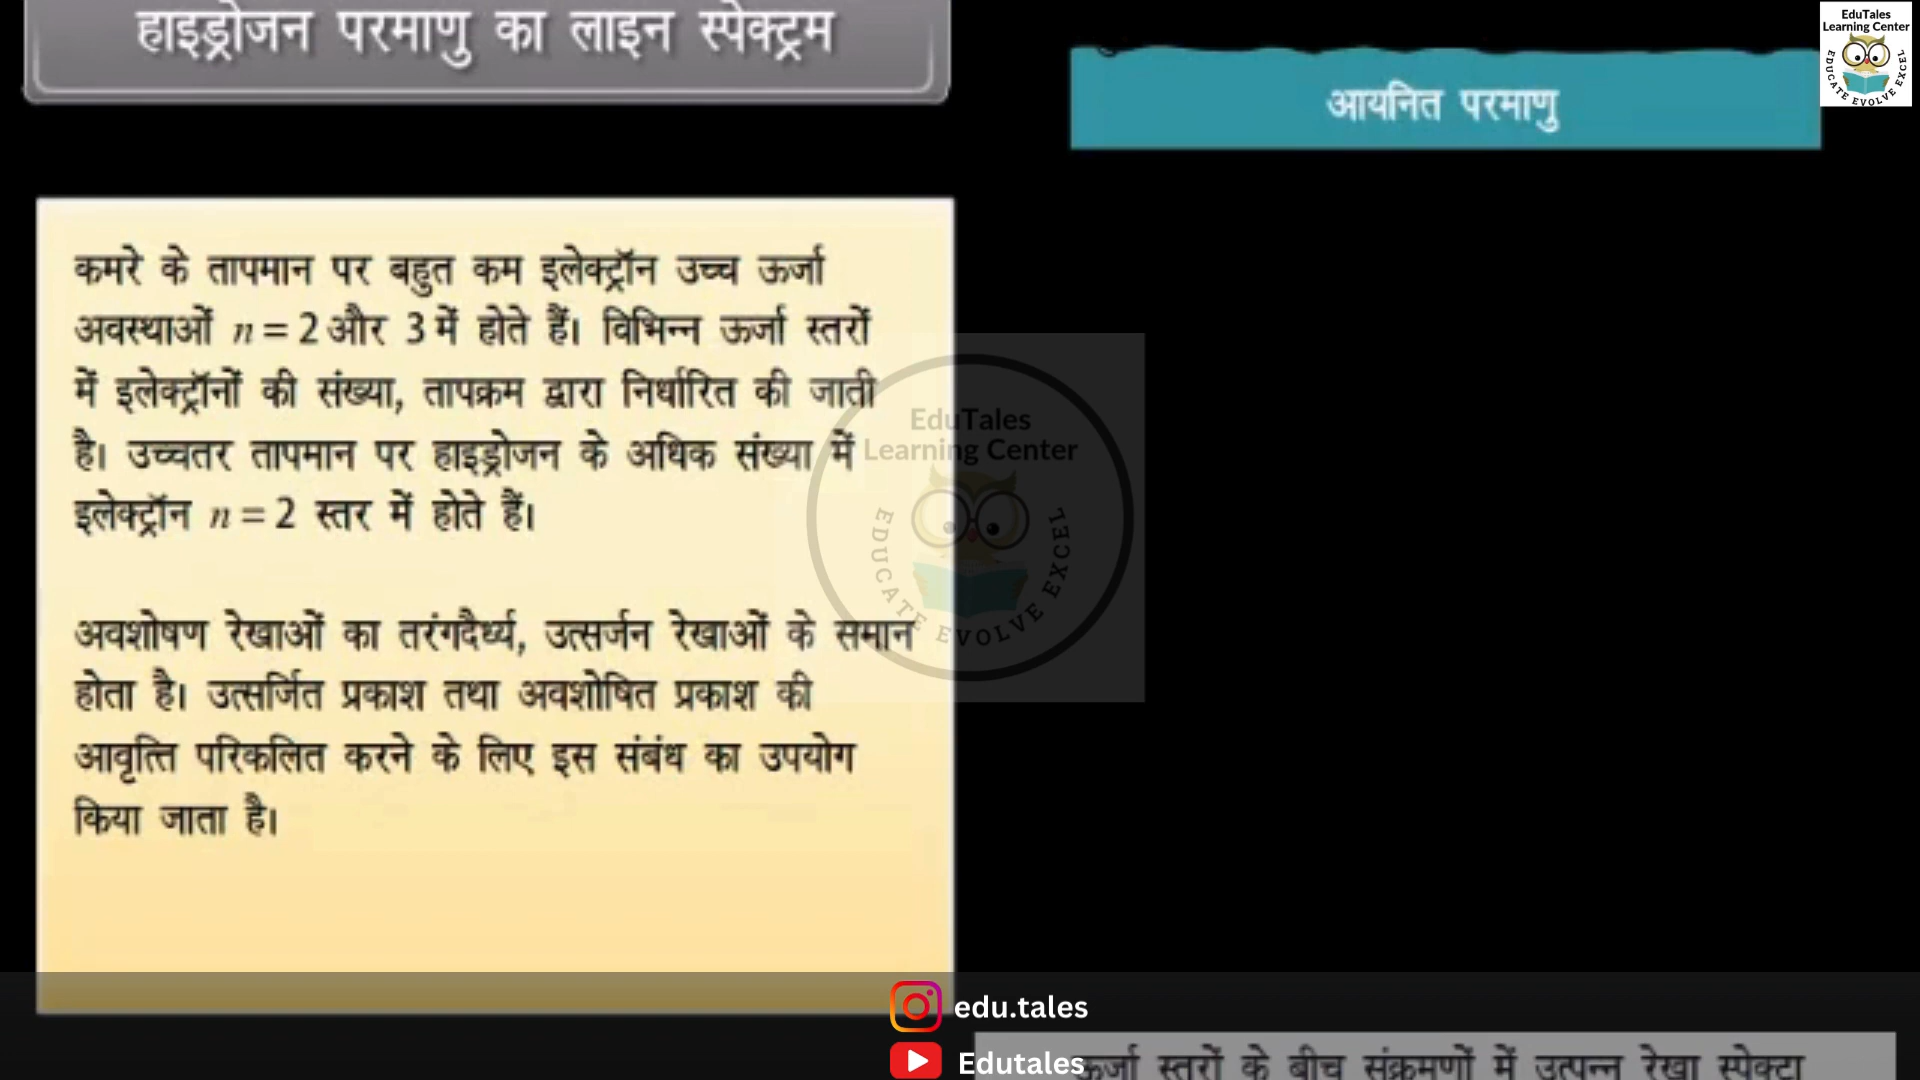 हाइड्रोजन परमाणु का लाइन स्पेक्ट्रम
आयनित परमाणु
EduTales
Learning Center
EDUCATE EVOLVE EXCEL
कमरे के तापमान पर बहुत कम इलेक्ट्रॉन उच्च ऊर्जा
अवस्थाओं n = 2 और 3 में होते हैं। विभिन्न ऊर्जा स्तरों
में इलेक्ट्रॉनों की संख्या, तापक्रम द्वारा निर्धारित की जाती
है। उच्चतर तापमान पर हाइड्रोजन के अधिक संख्या में
इलेक्ट्रॉन n = 2 स्तर में होते हैं।
अवशोषण रेखाओं का तरंगदैर्ध्य, उत्सर्जन रेखाओं के समान
होता है। उत्सर्जित प्रकाश तथा अवशोषित प्रकाश की
आवृत्ति परिकलित करने के लिए इस संबंध का उपयोग
किया जाता है।
EduTales
Learning Center
EDUCATE EVOLVE EXCEL
edu.tales
Edutales
ऊर्जा स्तरों के बीच संक्रमणों में उत्पन्न रेखा स्पेक्ट्रा